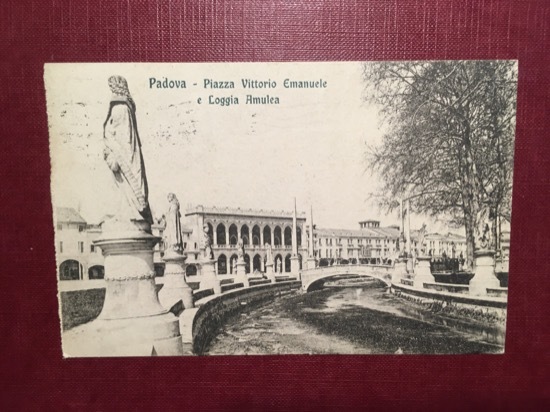 Padova - Piazza Vittorio Emanuele
e Loggia Amulea